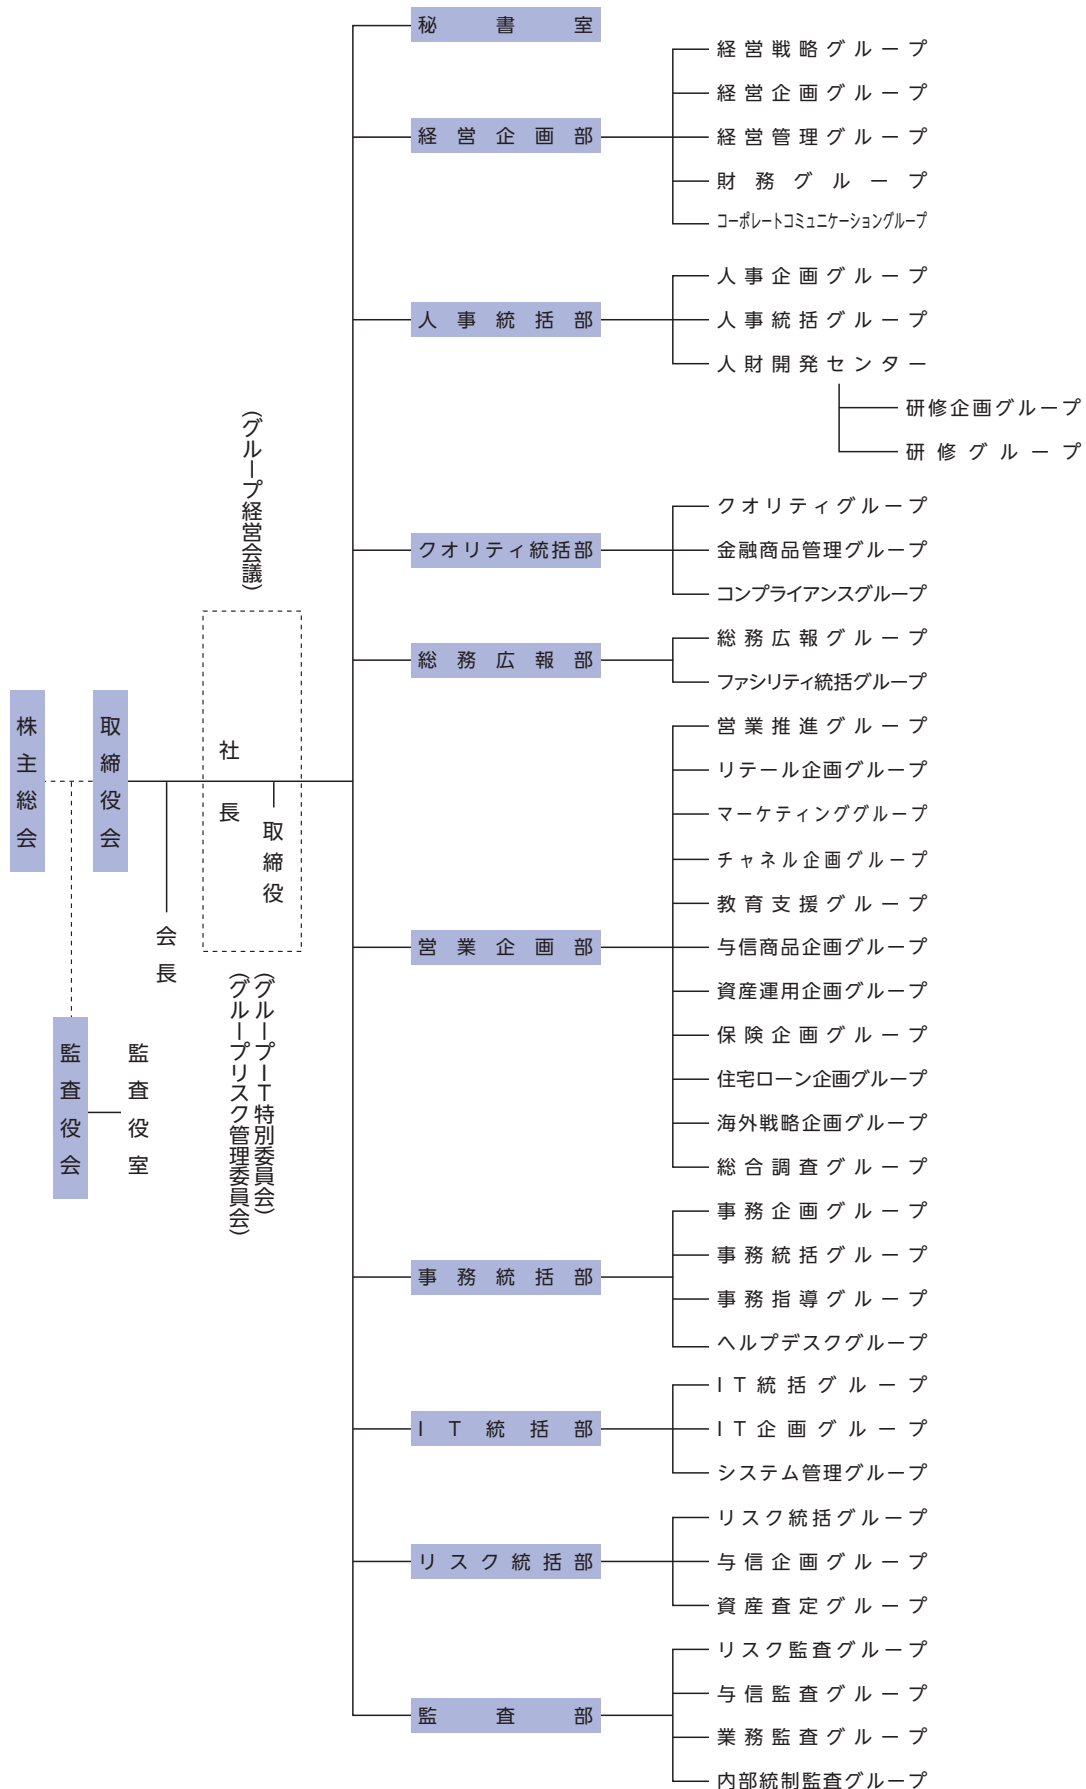 株主総会
取締役会
監査役会
監査役室
会長
社長
取締役
(グループ経営会議)
(グループIT特別委員会)
(グループリスク管理委員会)
秘書室
経営企画部
経営戦略グループ
経営企画グループ
経営管理グループ
財務グループ
コーポレートコミュニケーショングループ
人事統括部
人事企画グループ
人事統括グループ
人財開発センター
研修企画グループ
研修グループ
クオリティ統括部
クオリティグループ
金融商品管理グループ
コンプライアンスグループ
総務広報部
総務広報グループ
ファシリティ統括グループ
営業企画部
営業推進グループ
リテール企画グループ
マーケティンググループ
チャネル企画グループ
教育支援グループ
与信商品企画グループ
資産運用企画グループ
保険企画グループ
住宅ローン企画グループ
海外戦略企画グループ
総合調査グループ
事務統括部
事務企画グループ
事務統括グループ
事務指導グループ
ヘルプデスクグループ
IT統括部
IT統括グループ
IT企画グループ
システム管理グループ
リスク統括部
リスク統括グループ
与信企画グループ
資産査定グループ
監査部
リスク監査グループ
与信監査グループ
業務監査グループ
内部統制監査グループ